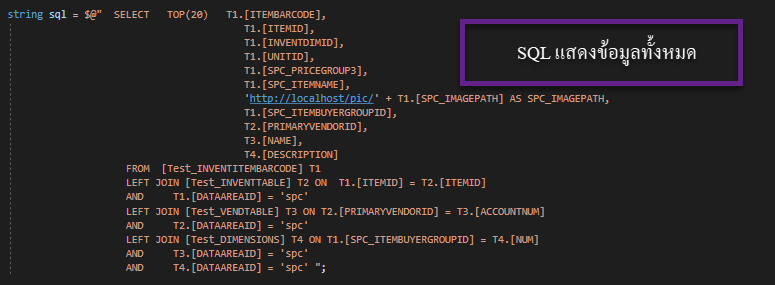 string sql = $@" SELECT TOP(20) T1.[ITEMBARCODE],
T1.[ITEMID],
T1.[INVENTDIMID],
T1.[UNITID],
T1.[SPC_PRICEGROUP3],
T1.[SPC_ITEMNAME],
'http://localhost/pic/' + T1.[SPC_IMAGEPATH] AS SPC_IMAGEPATH,
T1.[SPC_ITEMBUYERGROUPID],
T2.[PRIMARYVENDORID],
T3.[NAME],
T4.[DESCRIPTION]
FROM [Test_INVENTITEMBARCODE] T1
LEFT JOIN [Test_INVENTTABLE] T2 ON T1.[ITEMID] = T2.[ITEMID]
AND T1.[DATAAREAID] = 'spc'
LEFT JOIN [Test_VENDTABLE] T3 ON T2.[PRIMARYVENDORID] = T3.[ACCOUNTNUM]
AND T2.[DATAAREAID] = 'spc'
LEFT JOIN [Test_DIMENSIONS] T4 ON T1.[SPC_ITEMBUYERGROUPID] = T4.[NUM]
AND T3.[DATAAREAID] = 'spc'
AND T4.[DATAAREAID] = 'spc' ";
SQL แสดงข้อมูลทั้งหมด